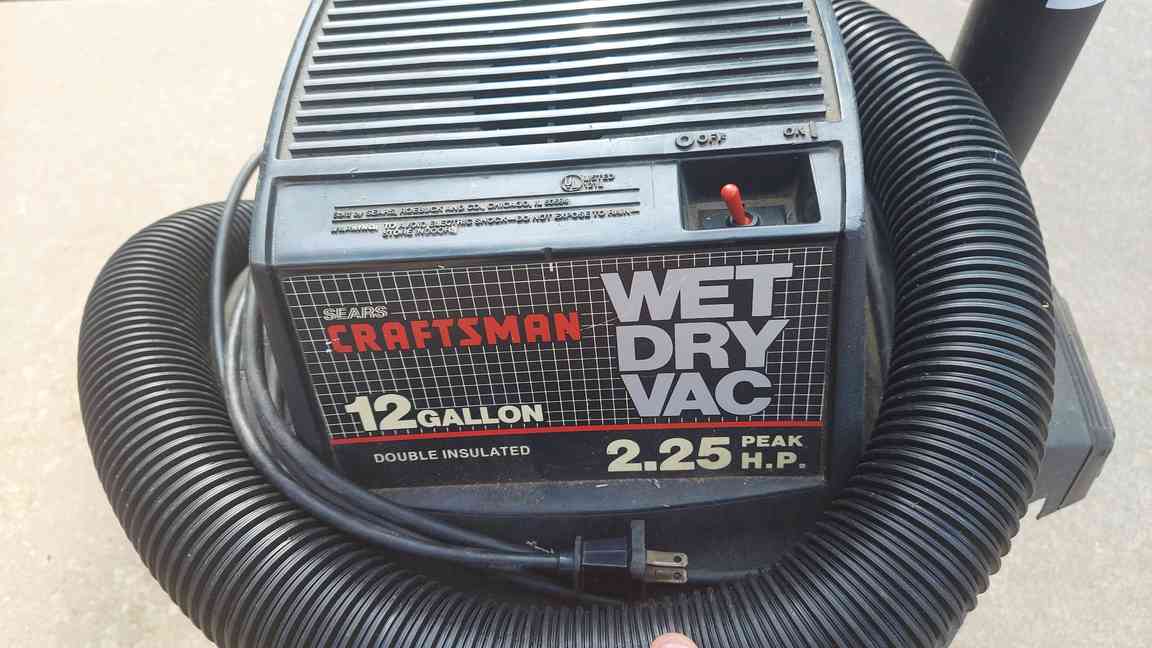 OFF ON
UL LISTED
Sold by SEARS, ROEBUCK AND CO., CHICAGO, IL 60684
WARNING: TO AVOID ELECTRIC SHOCK—DO NOT EXPOSE TO RAIN—
STORE INDOORS
SEARS
CRAFTSMAN
WET
DRY
VAC
12 GALLON
DOUBLE INSULATED
2.25 PEAK
H.P.